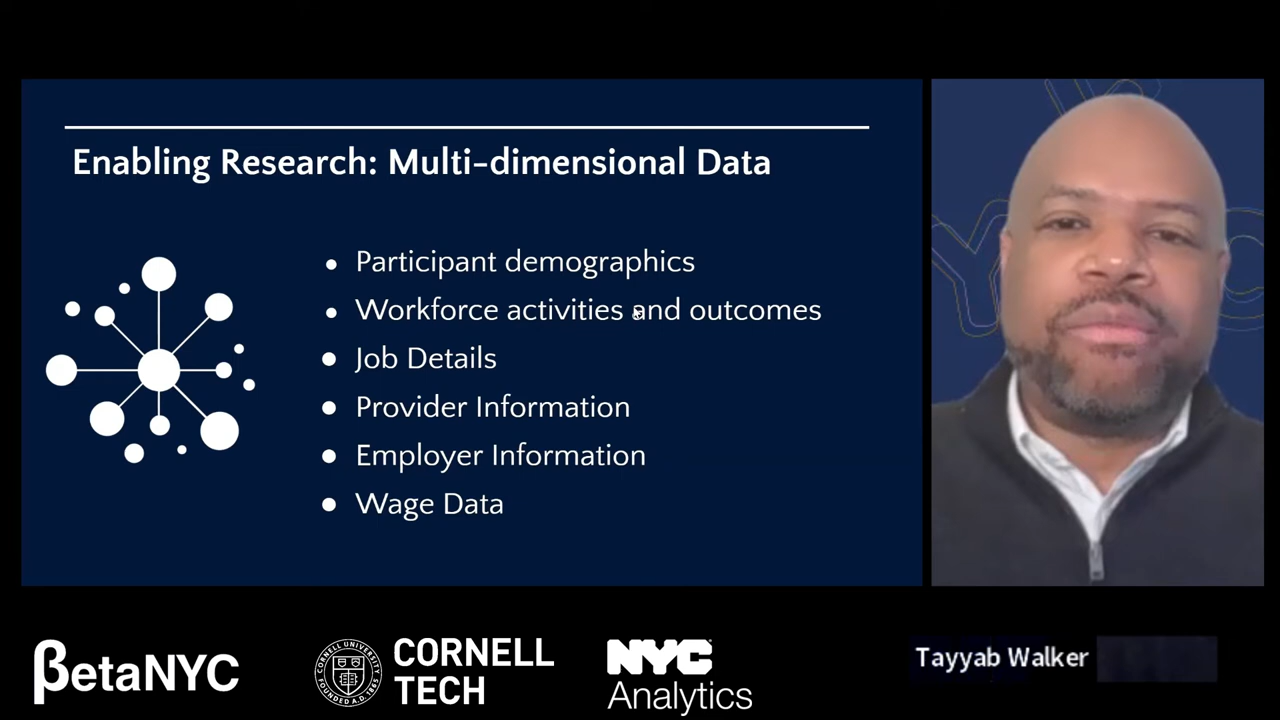 Enabling Research: Multi-dimensional Data
Participant demographics
Workforce activities and outcomes
Job Details
Provider Information
Employer Information
Wage Data
βetaNYC
CORNELL
TECH
NYC
Analytics
Tayyab Walker